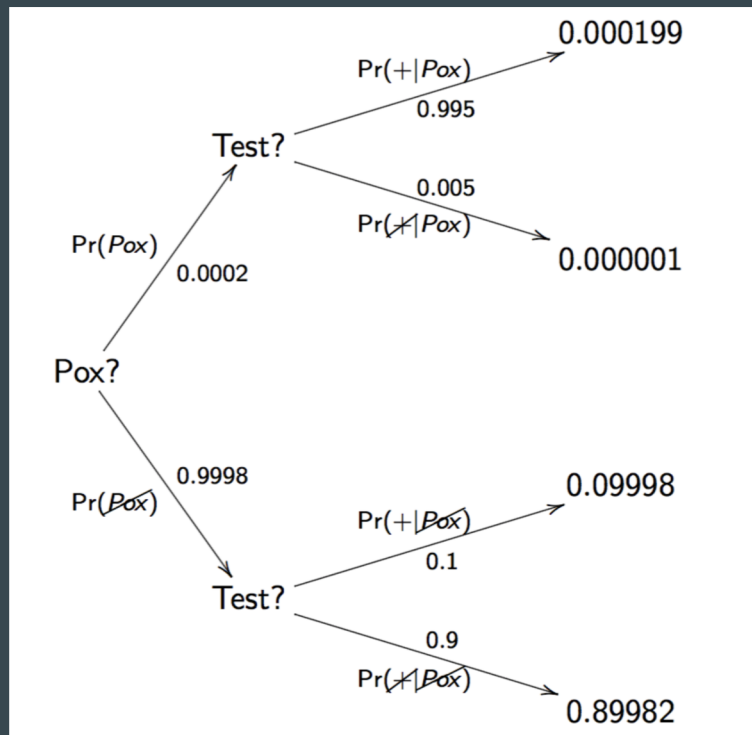 0.000199
Pr(+|Pox)
0.995
Test?
0.005
Pr(+̸|Pox)
0.000001
Pr(Pox)
0.0002
Pox?
0.9998
Pr(P̸o̸x̸)
0.09998
Pr(+|P̸o̸x̸)
0.1
Test?
0.9
Pr(+̸|P̸o̸x̸)
0.89982